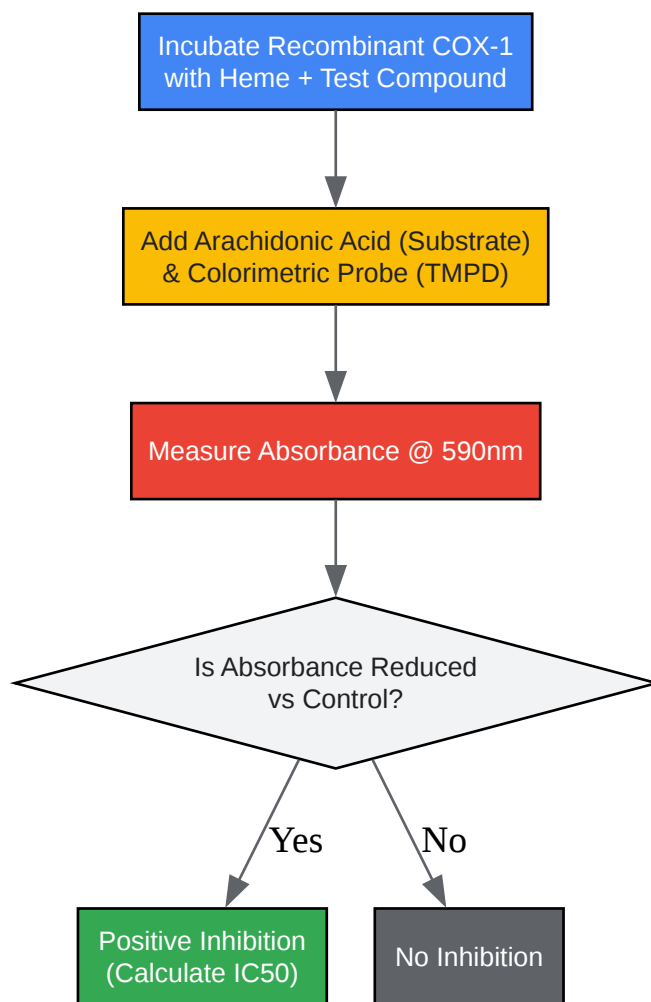 Incubate Recombinant COX-1
with Heme + Test Compound
Add Arachidonic Acid (Substrate)
& Colorimetric Probe (TMPD)
Measure Absorbance @ 590nm
Is Absorbance Reduced
vs Control?
Yes
No
Positive Inhibition
(Calculate IC50)
No Inhibition